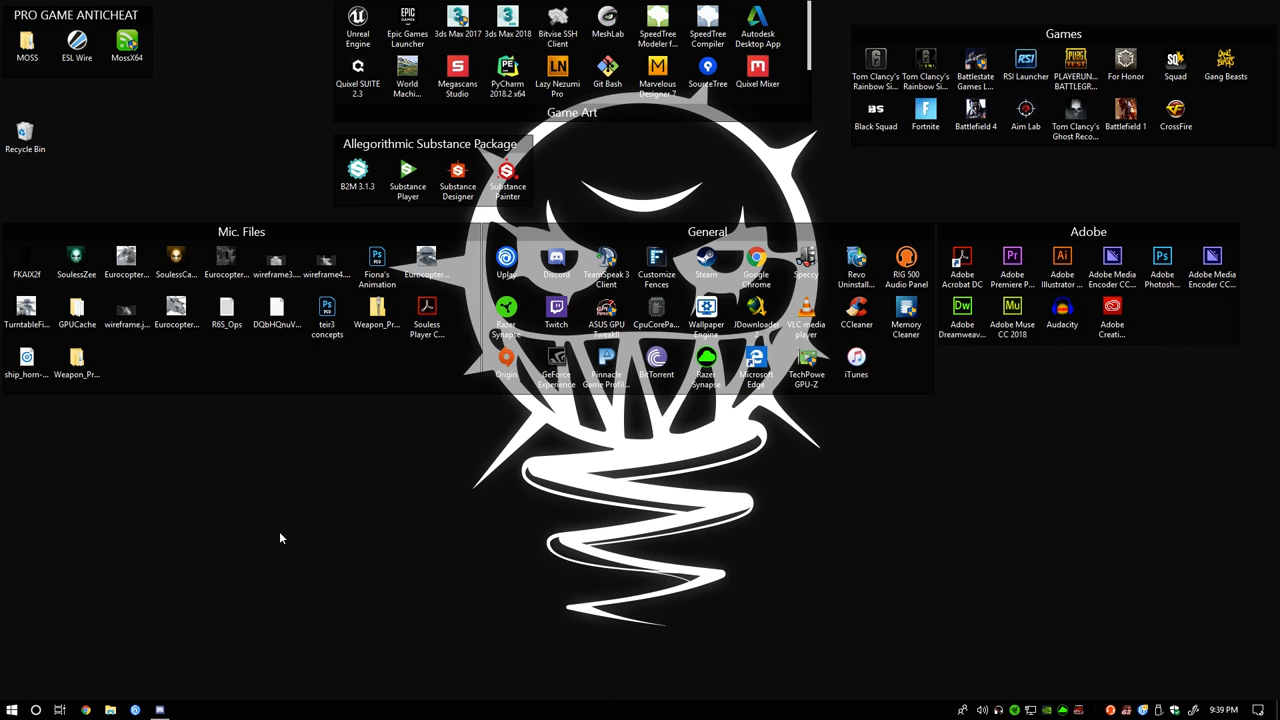 PRO GAME ANTICHEAT
MOSS
ESL Wire
MossX64
Recycle Bin
Unreal Engine
Epic Games Launcher
3ds Max 2017
3ds Max 2018
Bitvise SSH Client
MeshLab
SpeedTree Modeler f...
SpeedTree Compiler
Autodesk Desktop App
Quixel SUITE 2.3
World Machi...
Megascans Studio
PyCharm 2018.2 x64
Lazy Nezumi Pro
Git Bash
Marvelous Designer 7
SourceTree
Quixel Mixer
Game Art
Games
Tom Clancy's Rainbow Si...
Tom Clancy's Rainbow Si...
Battlestate Games L...
RSI Launcher
PLAYERUN... BATTLEGR...
For Honor
Squad
Gang Beasts
Black Squad
Fortnite
Battlefield 4
Aim Lab
Tom Clancy's Ghost Reco...
Battlefield 1
CrossFire
Allegorithmic Substance Package
B2M 3.1.3
Substance Player
Substance Designer
Substance Painter
Mic. Files
FKAIX2f
SoulessZee
Eurocopter...
SoulessCa...
Eurocopter...
wireframe3....
wireframe4....
Fiona's Animation
Eurocopter...
TurntableFi...
GPUCache
wireframe.j...
Eurocopter...
R6S_Ops
DQbHQnuV...
teir3 concepts
Weapon_Pr...
Souless Player C...
ship_horn-...
Weapon_Pr...
General
Uplay
Discord
TeamSpeak 3 Client
Customize Fences
Steam
Google Chrome
Speccy
Revo Uninstall...
RIG 500 Audio Panel
Razer Synapse
Twitch
ASUS GPU TweakII
CpuCorePa...
Wallpaper Engine
JDownloader 2
VLC media player
CCleaner
Memory Cleaner
Origin
GeForce Experience
Pinnacle Game Profil...
BitTorrent
Razer Synapse
Microsoft Edge
TechPowe GPU-Z
iTunes
Adobe
Adobe Acrobat DC
Adobe Premiere P...
Adobe Illustrator ...
Adobe Media Encoder CC...
Adobe Photosh...
Adobe Media Encoder CC...
Adobe Dreamweav...
Adobe Muse CC 2018
Audacity
Adobe Creati...
9:39 PM